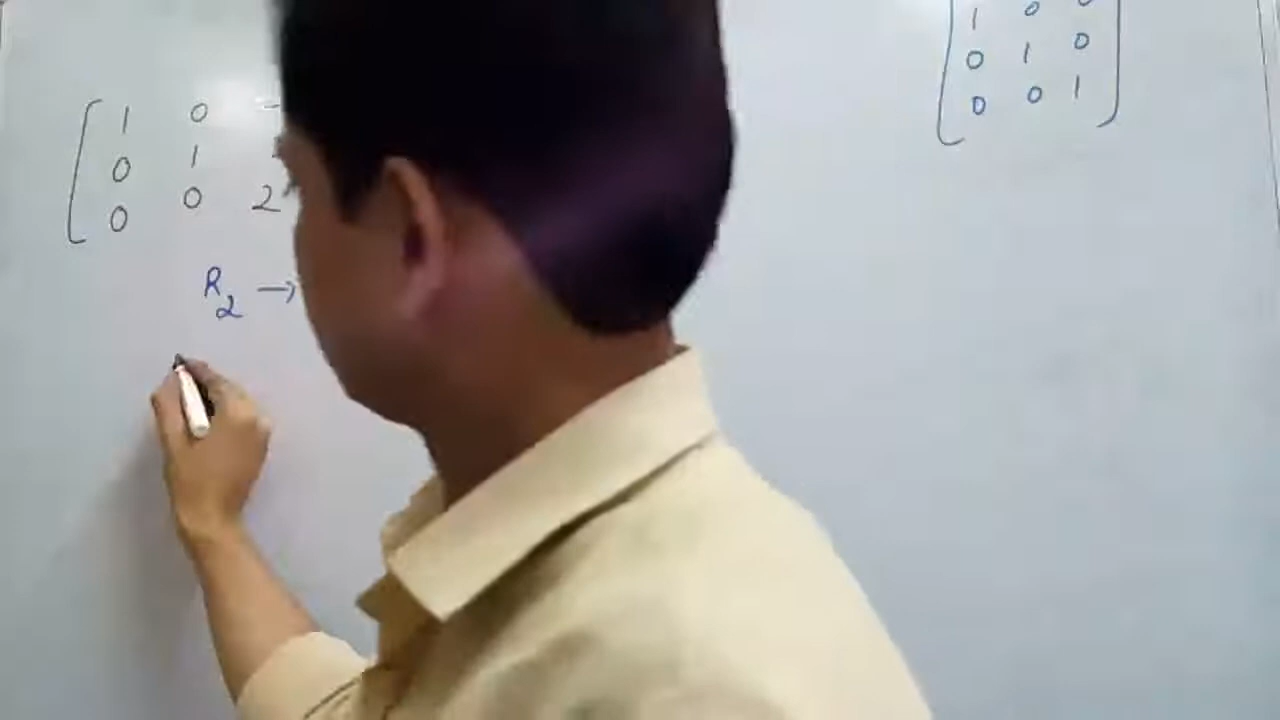 1 0 -
0 1
0 0 2
R₂ →
1 0 0
0 1 0
0 0 1